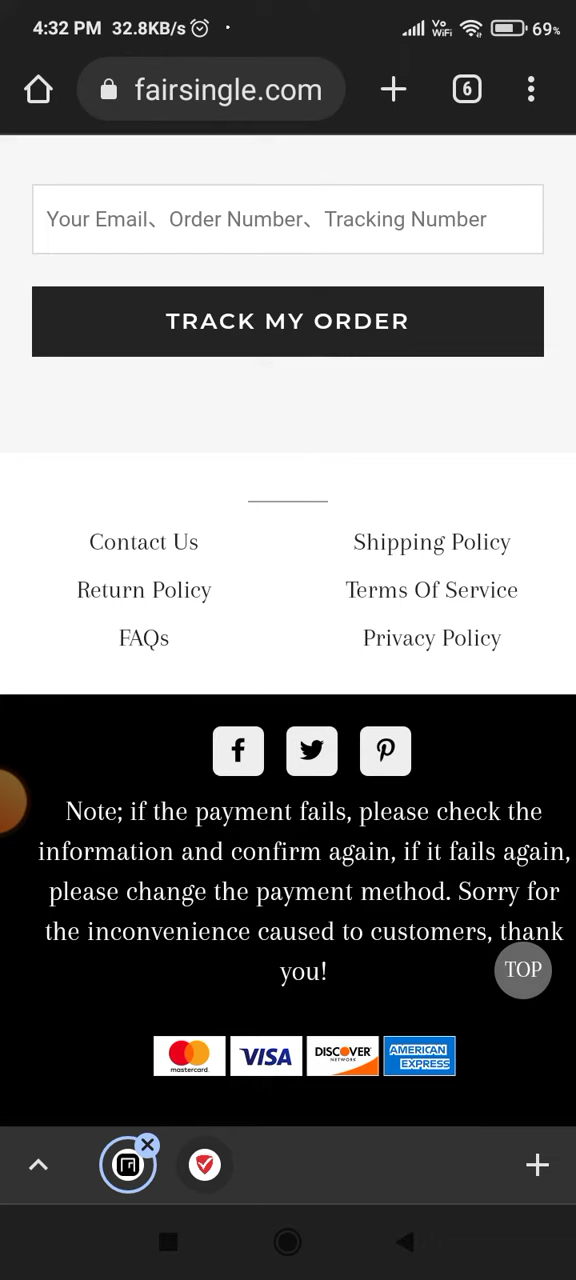 4:32 PM 32.8KB/s Vo WiFi 69%
fairsingle.com 6
Your Email、Order Number、Tracking Number
TRACK MY ORDER
Contact Us Shipping Policy
Return Policy Terms Of Service
FAQs Privacy Policy
Note; if the payment fails, please check the
information and confirm again, if it fails again,
please change the payment method. Sorry for
the inconvenience caused to customers, thank
you!
TOP
mastercard VISA DISCOVER NETWORK AMERICAN EXPRESS